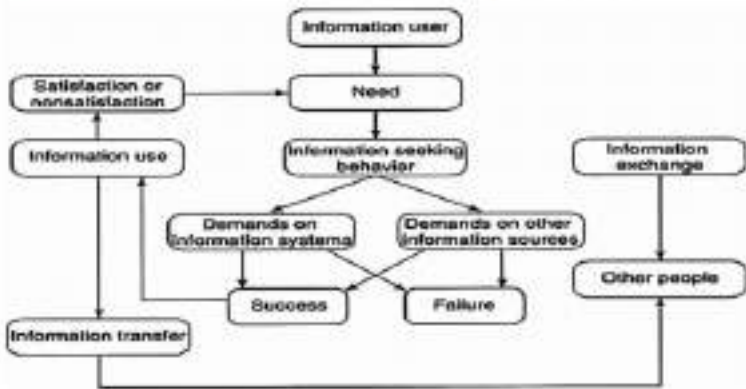 Information user
Satisfaction or
nonsatisfaction
Need
Information use
Information seeking
behavior
Information
exchange
Demands on
information systems
Demands on other
information sources
Other people
Success
Failure
Information transfer